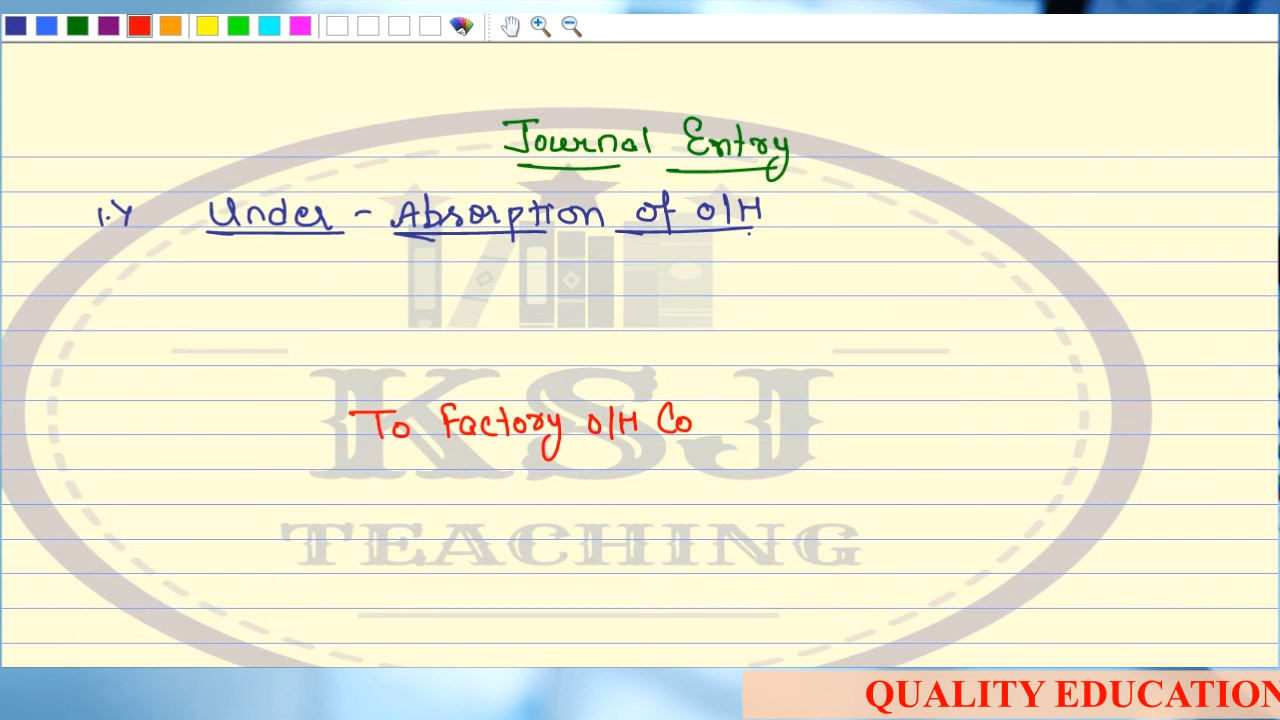 Journal Entry
1.) Under - Absorption of O/H
KSJ
To Factory O/H Co
TEACHING
QUALITY EDUCATION